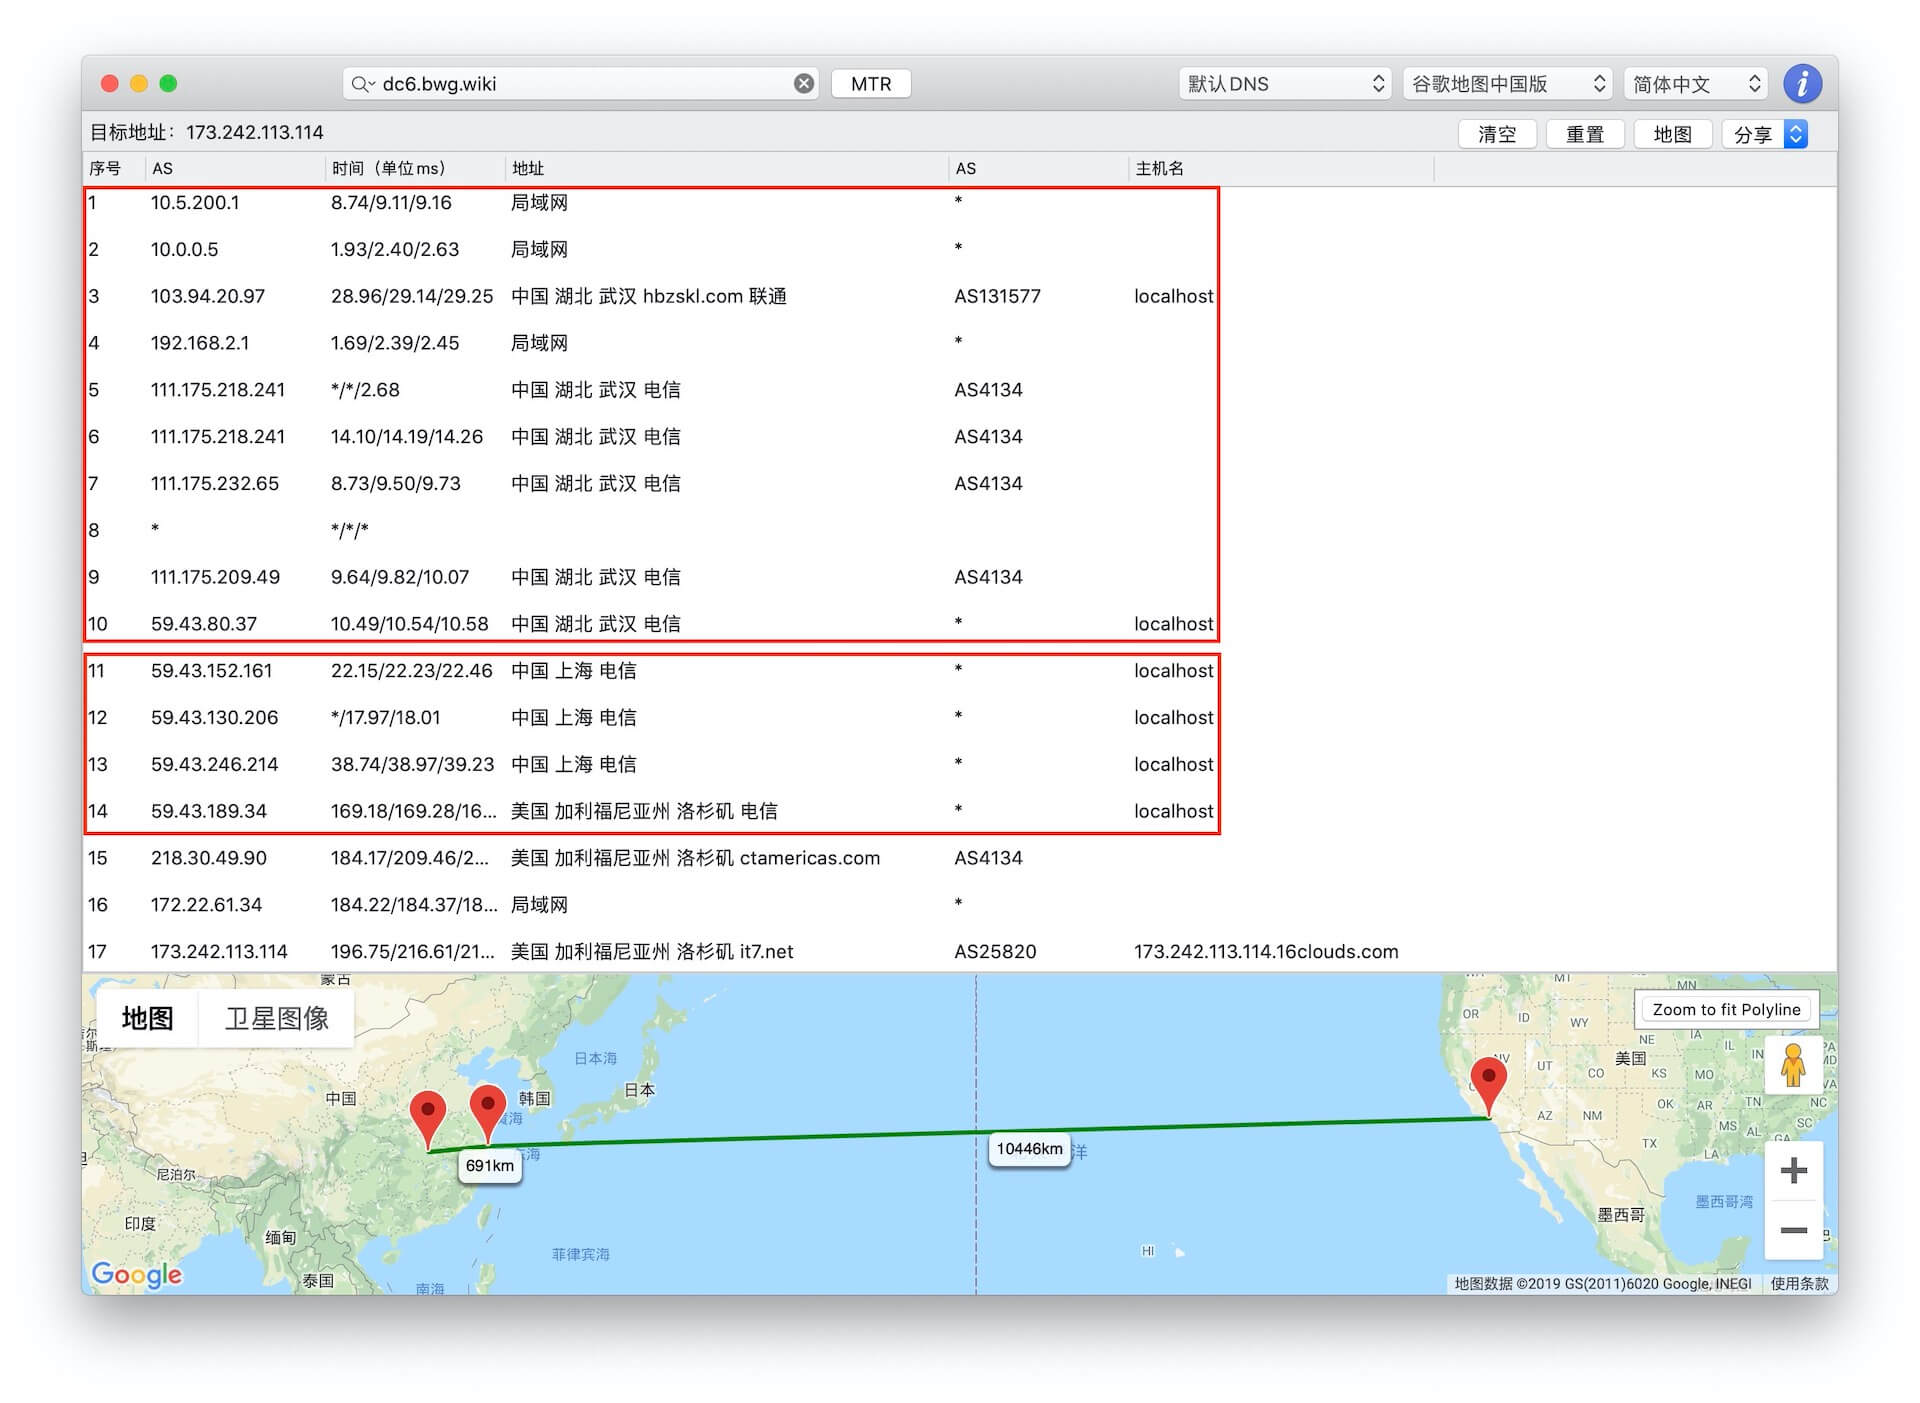 dc6.bwg.wiki MTR 默认DNS 谷歌地图中国版 简体中文 i
目标地址：173.242.113.114 清空 重置 地图 分享
序号 AS 时间（单位ms） 地址 AS 主机名
1 10.5.200.1 8.74/9.11/9.16 局域网 *
2 10.0.0.5 1.93/2.40/2.63 局域网 *
3 103.94.20.97 28.96/29.14/29.25 中国 湖北 武汉 hbzskl.com 联通 AS131577 localhost
4 192.168.2.1 1.69/2.39/2.45 局域网 *
5 111.175.218.241 */*/2.68 中国 湖北 武汉 电信 AS4134
6 111.175.218.241 14.10/14.19/14.26 中国 湖北 武汉 电信 AS4134
7 111.175.232.65 8.73/9.50/9.73 中国 湖北 武汉 电信 AS4134
8 * */*/*
9 111.175.209.49 9.64/9.82/10.07 中国 湖北 武汉 电信 AS4134
10 59.43.80.37 10.49/10.54/10.58 中国 湖北 武汉 电信 * localhost
11 59.43.152.161 22.15/22.23/22.46 中国 上海 电信 * localhost
12 59.43.130.206 */17.97/18.01 中国 上海 电信 * localhost
13 59.43.246.214 38.74/38.97/39.23 中国 上海 电信 * localhost
14 59.43.189.34 169.18/169.28/16... 美国 加利福尼亚州 洛杉矶 电信 * localhost
15 218.30.49.90 184.17/209.46/2... 美国 加利福尼亚州 洛杉矶 ctamericas.com AS4134
16 172.22.61.34 184.22/184.37/18... 局域网 *
17 173.242.113.114 196.75/216.61/21... 美国 加利福尼亚州 洛杉矶 it7.net AS25820 173.242.113.114.16clouds.com
蒙古 MT MN
地图 卫星图像 Zoom to fit Polyline
OR ID WY
NE IA IL IN PA
日本海 NV UT CO 美国 KS MO MD VA
中国 韩国 日本 OK AR TN NC
黄海 AZ NM MS AL SC GA
10446km 洋 TX LA
691km 东海
尼泊尔
墨西哥湾
印度 缅甸 墨西哥
菲律宾海 HI
Google 泰国 南海 地图数据 ©2019 GS(2011)6020 Google, INEGI 使用条款